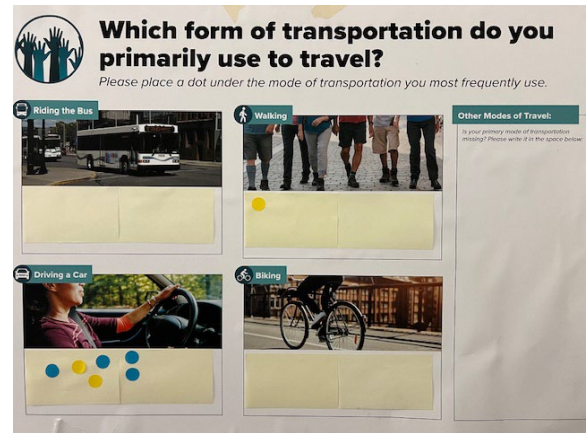 Which form of transportation do you
primarily use to travel?
Please place a dot under the mode of transportation you most frequently use.
Riding the Bus
Walking
Other Modes of Travel:
Is your primary mode of transportation
missing? Please write it in the space below.
Driving a Car
Biking